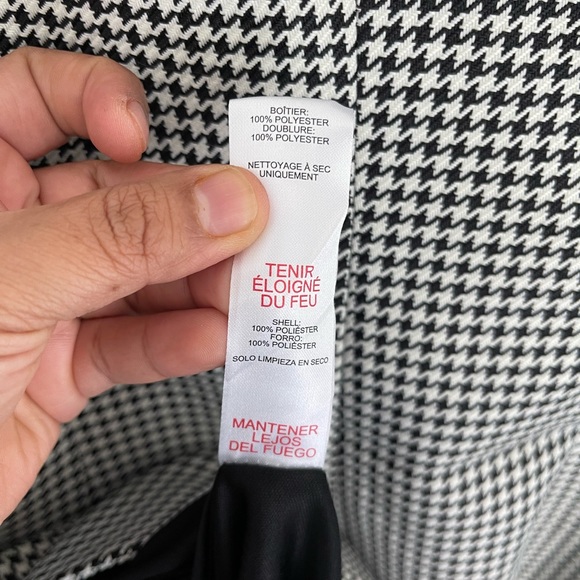 BOÎTIER:
100% POLYESTER
DOUBLURE:
100% POLYESTER
NETTOYAGE À SEC
UNIQUEMENT
TENIR
ÉLOIGNÉ
DU FEU
SHELL:
100% POLIÉSTER
FORRO:
100% POLIÉSTER
SOLO LIMPIEZA EN SECO
MANTENER
LEJOS
DEL FUEGO